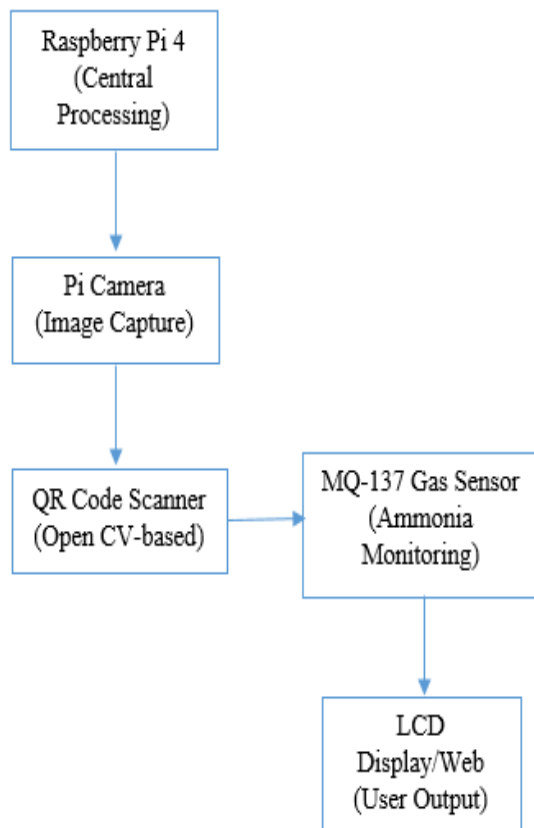 Raspberry Pi 4
(Central
Processing)
Pi Camera
(Image Capture)
QR Code Scanner
(Open CV-based)
MQ-137 Gas Sensor
(Ammonia
Monitoring)
LCD
Display/Web
(User Output)